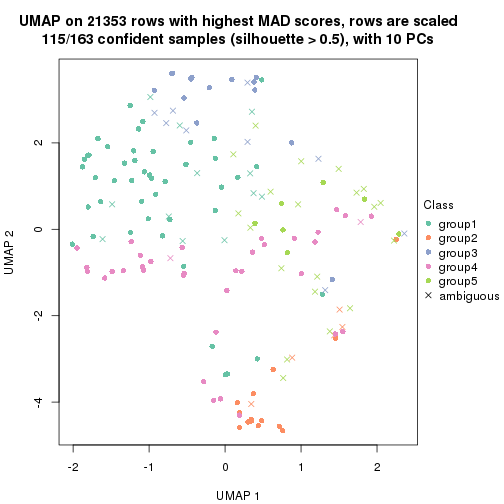 UMAP on 21353 rows with highest MAD scores, rows are scaled
115/163 confident samples (silhouette > 0.5), with 10 PCs
2
0
-2
-4
UMAP 2
-2
-1
0
1
2
UMAP 1
Class
group1
group2
group3
group4
group5
ambiguous